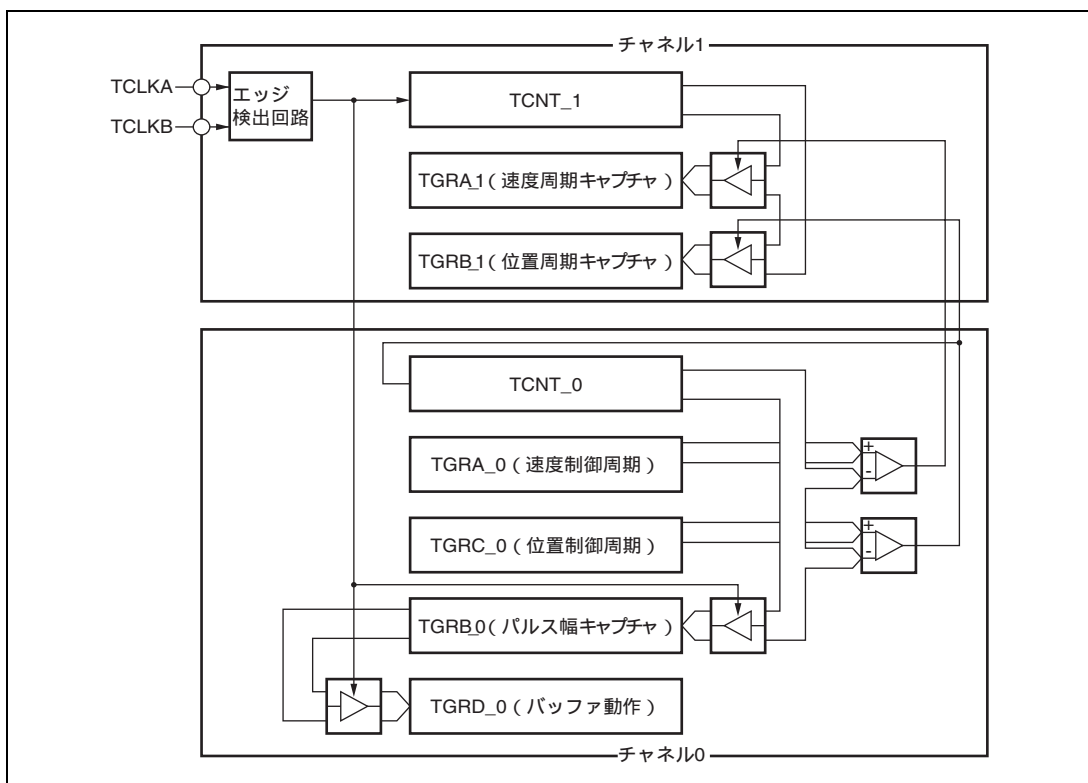 チャネル1
TCLKA
TCLKB
エッジ
検出回路
TCNT_1
TGRA_1（速度周期キャプチャ）
TGRB_1（位置周期キャプチャ）
TCNT_0
TGRA_0（速度制御周期）
+
-
TGRC_0（位置制御周期）
+
-
TGRB_0（パルス幅キャプチャ）
TGRD_0（バッファ動作）
チャネル0